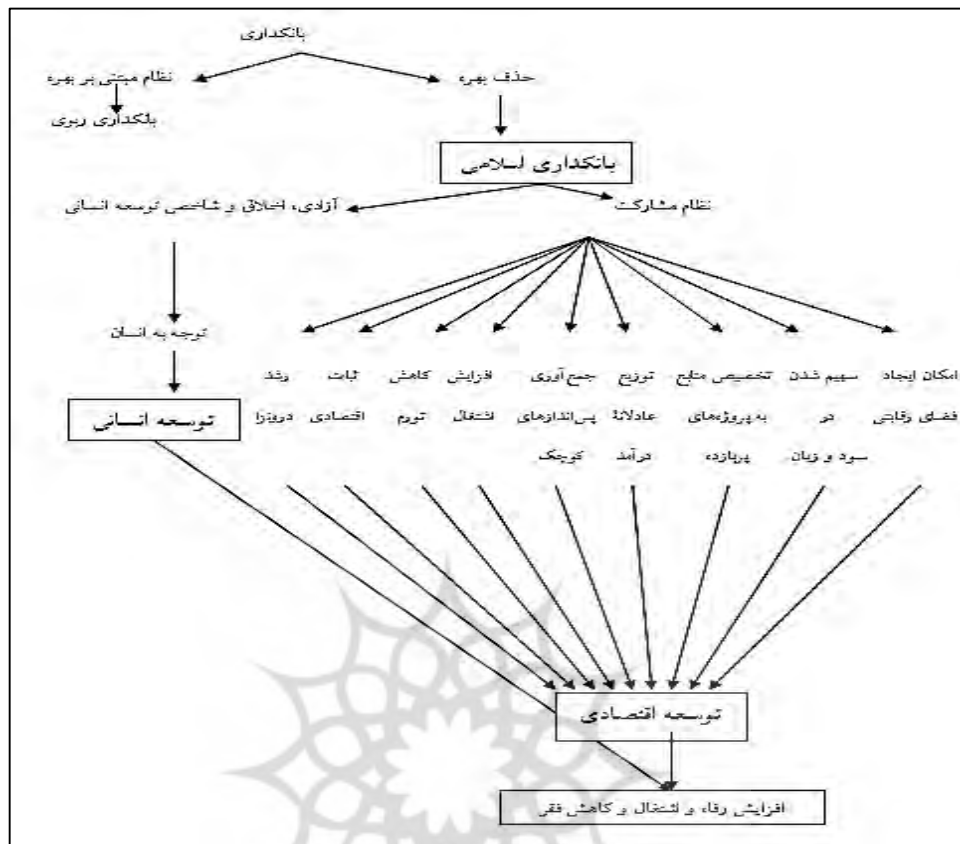 بانکداری
حذف بهره
نظام مبتنی بر بهره
بانکداری ربوی
بانکداری اسلامی
نظام مشارکت
آزادی، اخلاق و شاخص توسعه انسانی
توجه به انسان
توسعه انسانی
امکان ایجاد
فضای رقابتی
سهیم شدن
در
سود و زیان
تخصیص منابع
به پروژه‌های
پربازده
توزیع
عادلانهٔ
درآمد
جمع‌آوری
پس‌اندازهای
کوچک
افزایش
اشتغال
کاهش
تورم
ثبات
اقتصادی
رشد
درونزا
توسعه اقتصادی
افزایش رفاه و اشتغال و کاهش فقر